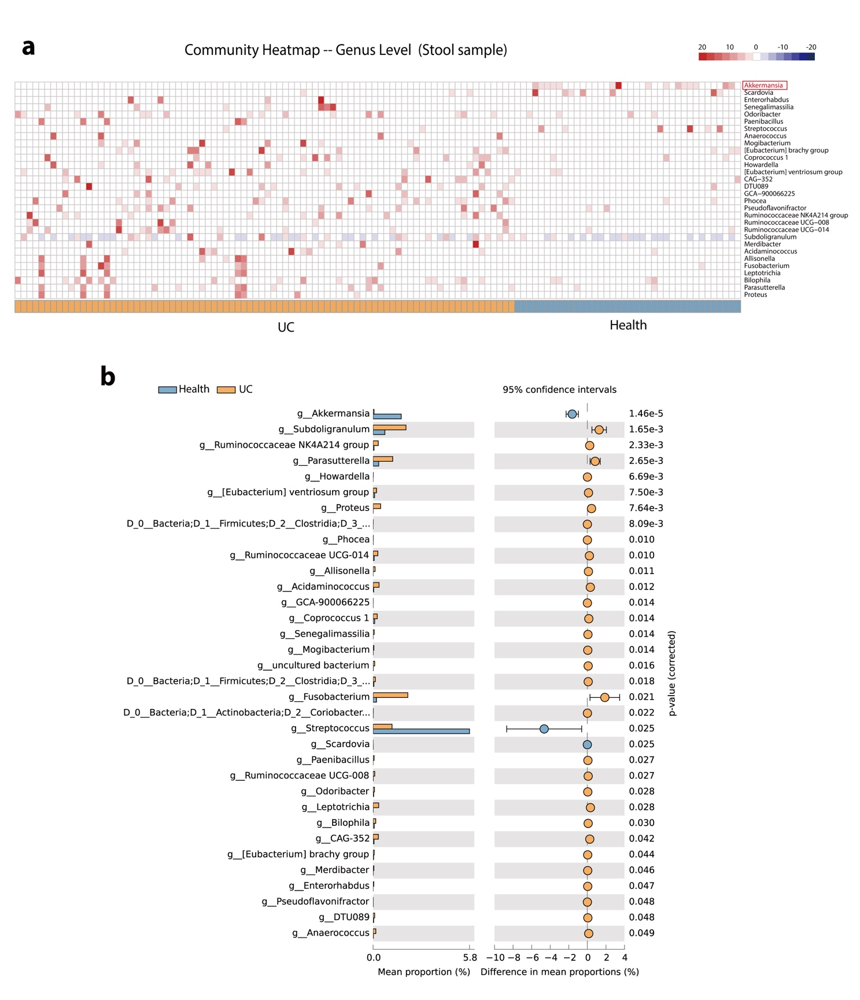 a
Community Heatmap -- Genus Level (Stool sample)
20 10 0 -10 -20
Akkermansia
Scardovia
Enterorhabdus
Senegalimassilia
Odoribacter
Paenibacillus
Streptococcus
Anaerococcus
Mogibacterium
[Eubacterium] brachy group
Coprococcus 1
Howardella
[Eubacterium] ventriosum group
CAG−352
DTU089
GCA−900066225
Phocea
Pseudoflavonifractor
Ruminococcaceae NK4A214 group
Ruminococcaceae UCG−008
Ruminococcaceae UCG−014
Subdoligranulum
Merdibacter
Acidaminococcus
Allisonella
Fusobacterium
Leptotrichia
Bilophila
Parasutterella
Proteus
UC Health
b
Health UC
95% confidence intervals
g__Akkermansia 1.46e-5
g__Subdoligranulum 1.65e-3
g__Ruminococcaceae NK4A214 group 2.33e-3
g__Parasutterella 2.65e-3
g__Howardella 6.69e-3
g__[Eubacterium] ventriosum group 7.50e-3
g__Proteus 7.64e-3
D_0__Bacteria;D_1__Firmicutes;D_2__Clostridia;D_3_... 8.09e-3
g__Phocea 0.010
g__Ruminococcaceae UCG-014 0.010
g__Allisonella 0.011
g__Acidaminococcus 0.012
g__GCA-900066225 0.014
g__Coprococcus 1 0.014
g__Senegalimassilia 0.014
g__Mogibacterium 0.014
g__uncultured bacterium 0.016
D_0__Bacteria;D_1__Firmicutes;D_2__Clostridia;D_3_... 0.018
g__Fusobacterium 0.021
D_0__Bacteria;D_1__Actinobacteria;D_2__Coriobacter... 0.022
g__Streptococcus 0.025
g__Scardovia 0.025
g__Paenibacillus 0.027
g__Ruminococcaceae UCG-008 0.027
g__Odoribacter 0.028
g__Leptotrichia 0.028
g__Bilophila 0.030
g__CAG-352 0.042
g__[Eubacterium] brachy group 0.044
g__Merdibacter 0.046
g__Enterorhabdus 0.047
g__Pseudoflavonifractor 0.048
g__DTU089 0.048
g__Anaerococcus 0.049
p-value (corrected)
0.0 5.8 −10 −8 −6 −4 −2 0 2 4
Mean proportion (%) Difference in mean proportions (%)